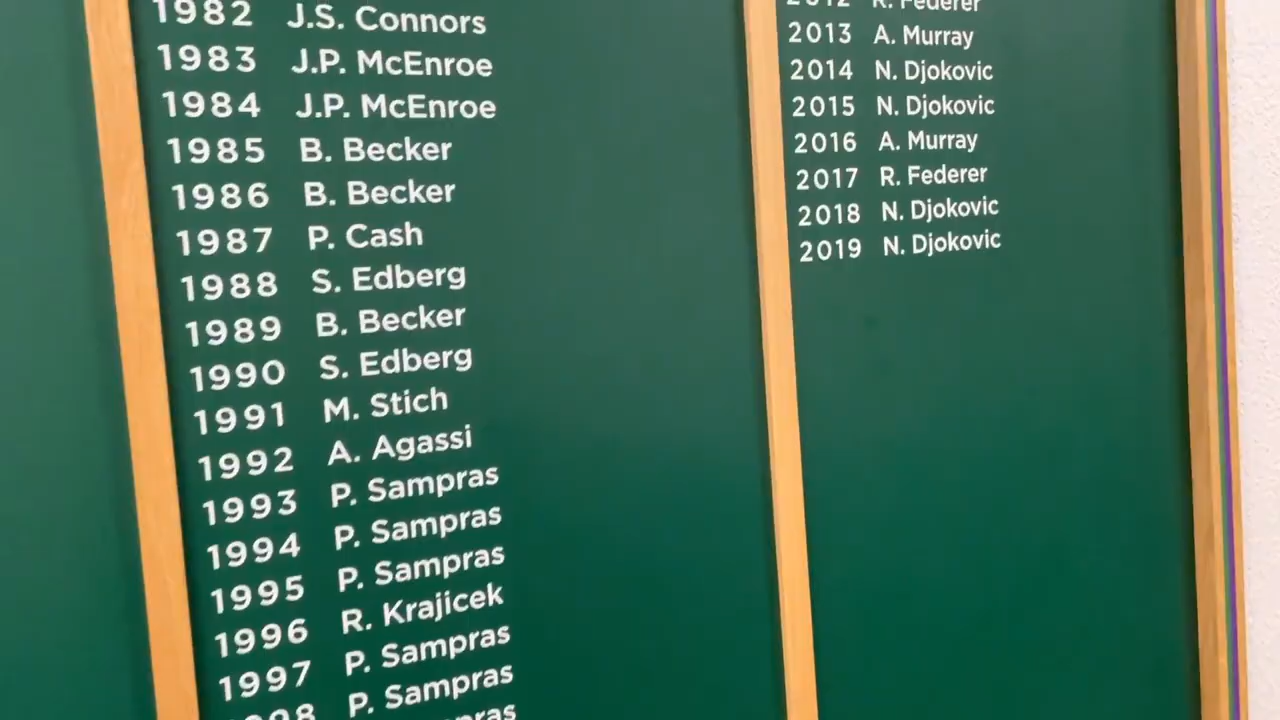 1982 J.S. Connors
1983 J.P. McEnroe
1984 J.P. McEnroe
1985 B. Becker
1986 B. Becker
1987 P. Cash
1988 S. Edberg
1989 B. Becker
1990 S. Edberg
1991 M. Stich
1992 A. Agassi
1993 P. Sampras
1994 P. Sampras
1995 P. Sampras
1996 R. Krajicek
1997 P. Sampras
P. Sampras
2012 R. Federer
2013 A. Murray
2014 N. Djokovic
2015 N. Djokovic
2016 A. Murray
2017 R. Federer
2018 N. Djokovic
2019 N. Djokovic